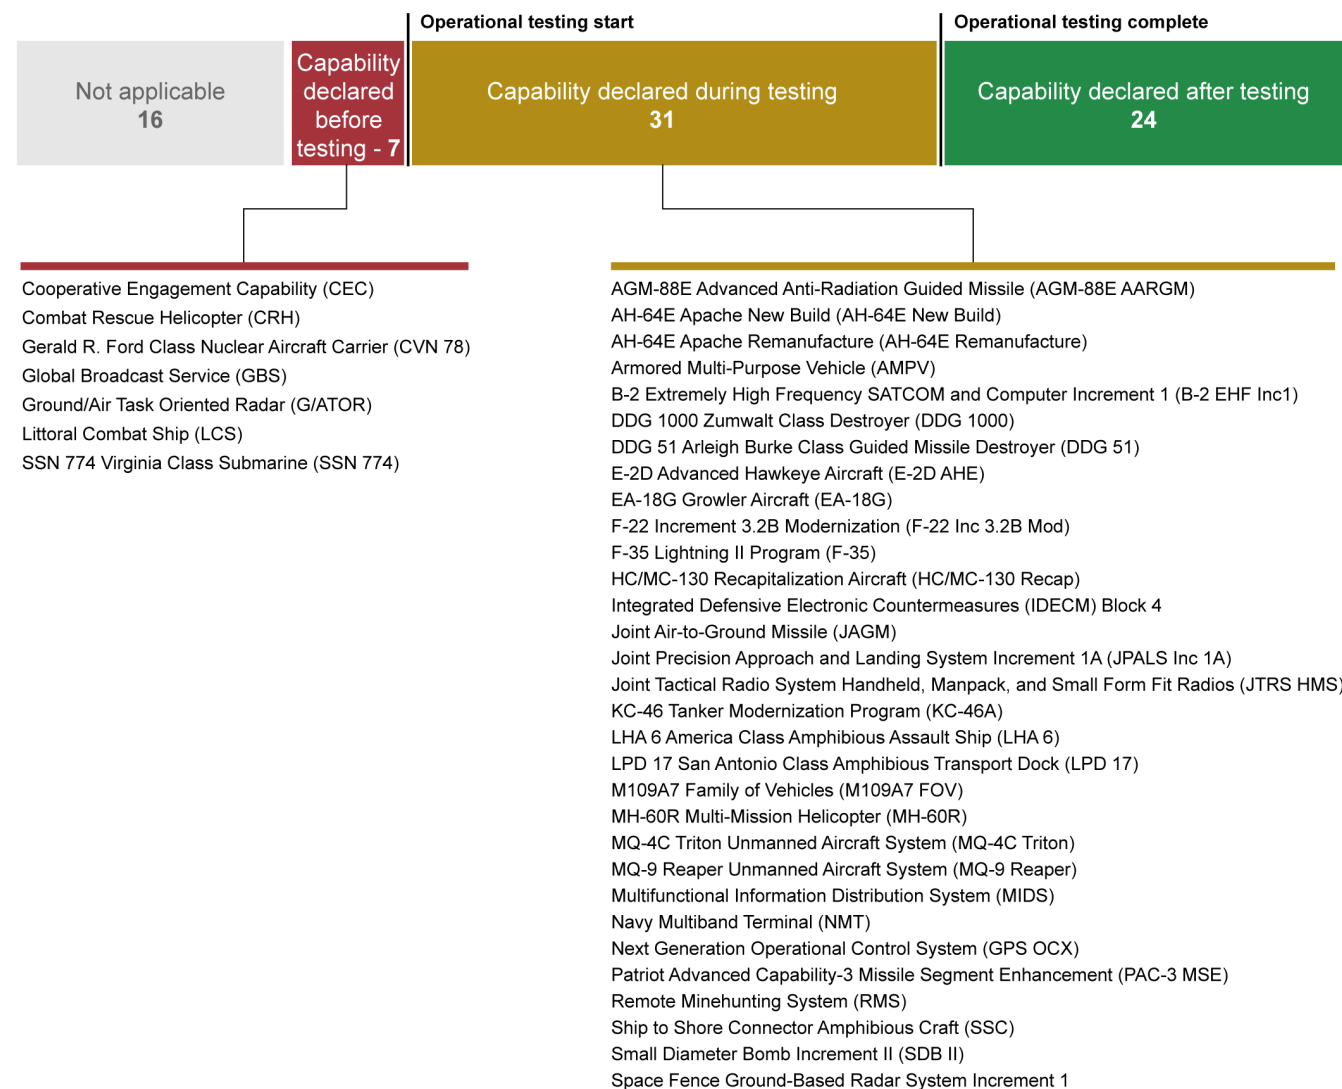 Operational testing start
Operational testing complete
Not applicable
16
Capability
declared
before
testing - 7
Capability declared during testing
31
Capability declared after testing
24
Cooperative Engagement Capability (CEC)
Combat Rescue Helicopter (CRH)
Gerald R. Ford Class Nuclear Aircraft Carrier (CVN 78)
Global Broadcast Service (GBS)
Ground/Air Task Oriented Radar (G/ATOR)
Littoral Combat Ship (LCS)
SSN 774 Virginia Class Submarine (SSN 774)
AGM-88E Advanced Anti-Radiation Guided Missile (AGM-88E AARGM)
AH-64E Apache New Build (AH-64E New Build)
AH-64E Apache Remanufacture (AH-64E Remanufacture)
Armored Multi-Purpose Vehicle (AMPV)
B-2 Extremely High Frequency SATCOM and Computer Increment 1 (B-2 EHF Inc1)
DDG 1000 Zumwalt Class Destroyer (DDG 1000)
DDG 51 Arleigh Burke Class Guided Missile Destroyer (DDG 51)
E-2D Advanced Hawkeye Aircraft (E-2D AHE)
EA-18G Growler Aircraft (EA-18G)
F-22 Increment 3.2B Modernization (F-22 Inc 3.2B Mod)
F-35 Lightning II Program (F-35)
HC/MC-130 Recapitalization Aircraft (HC/MC-130 Recap)
Integrated Defensive Electronic Countermeasures (IDECM) Block 4
Joint Air-to-Ground Missile (JAGM)
Joint Precision Approach and Landing System Increment 1A (JPALS Inc 1A)
Joint Tactical Radio System Handheld, Manpack, and Small Form Fit Radios (JTRS HMS)
KC-46 Tanker Modernization Program (KC-46A)
LHA 6 America Class Amphibious Assault Ship (LHA 6)
LPD 17 San Antonio Class Amphibious Transport Dock (LPD 17)
M109A7 Family of Vehicles (M109A7 FOV)
MH-60R Multi-Mission Helicopter (MH-60R)
MQ-4C Triton Unmanned Aircraft System (MQ-4C Triton)
MQ-9 Reaper Unmanned Aircraft System (MQ-9 Reaper)
Multifunctional Information Distribution System (MIDS)
Navy Multiband Terminal (NMT)
Next Generation Operational Control System (GPS OCX)
Patriot Advanced Capability-3 Missile Segment Enhancement (PAC-3 MSE)
Remote Minehunting System (RMS)
Ship to Shore Connector Amphibious Craft (SSC)
Small Diameter Bomb Increment II (SDB II)
Space Fence Ground-Based Radar System Increment 1